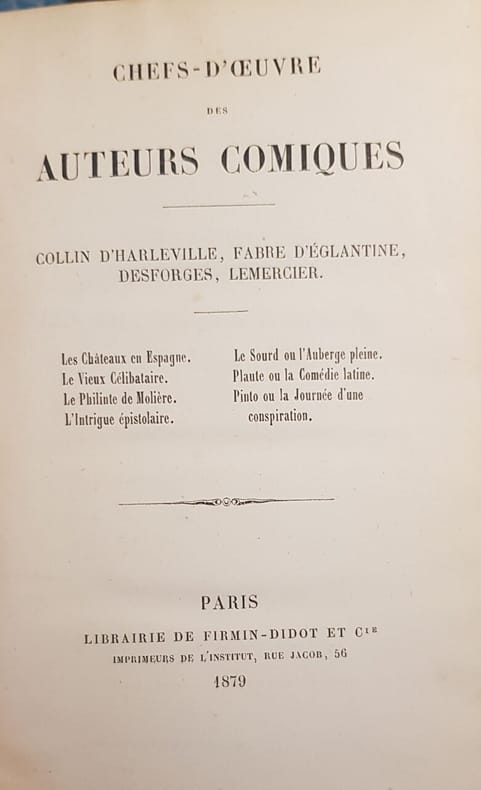 CHEFS-D'ŒUVRE
DES
AUTEURS COMIQUES
COLLIN D'HARLEVILLE, FABRE D'ÉGLANTINE,
DESFORGES, LEMERCIER.
Les Châteaux en Espagne.
Le Vieux Célibataire.
Le Philinte de Molière.
L'Intrigue épistolaire.
Le Sourd ou l'Auberge pleine.
Plaute ou la Comédie latine.
Pinto ou la Journée d'une
conspiration.
PARIS
LIBRAIRIE DE FIRMIN-DIDOT ET CIE
IMPRIMEURS DE L'INSTITUT, RUE JACOB, 56
1879